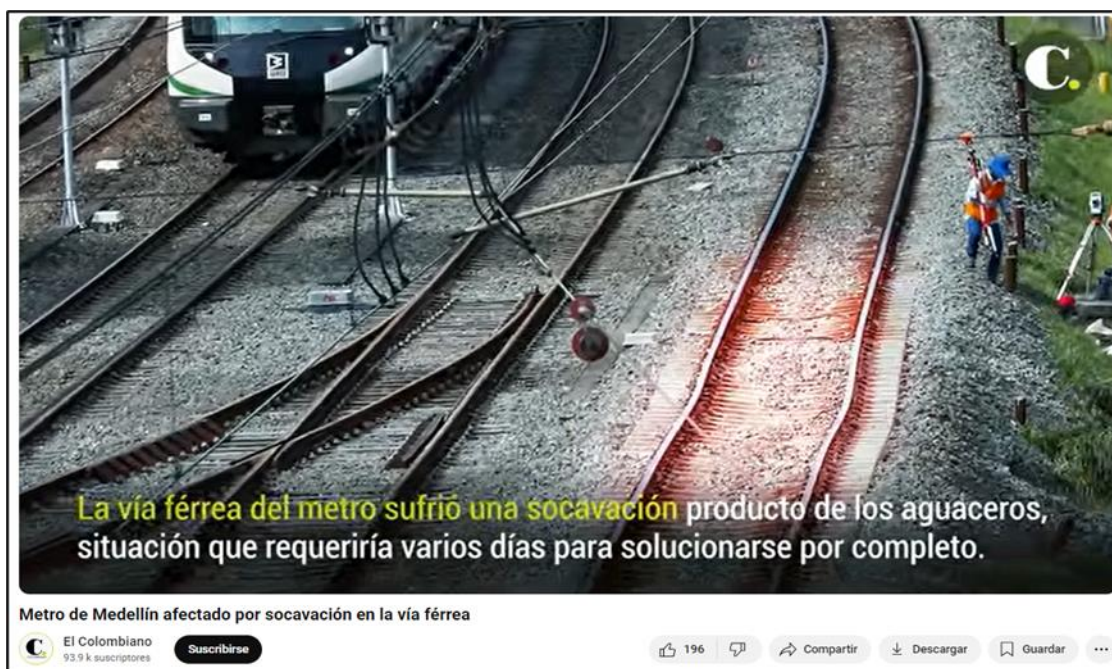 C.
La vía férrea del metro sufrió una socavación producto de los aguaceros,
situación que requeriría varios días para solucionarse por completo.
Metro de Medellín afectado por socavación en la vía férrea
C.
El Colombiano
93.9 k suscriptores
Suscribirse
196
Compartir
Descargar
Guardar
...